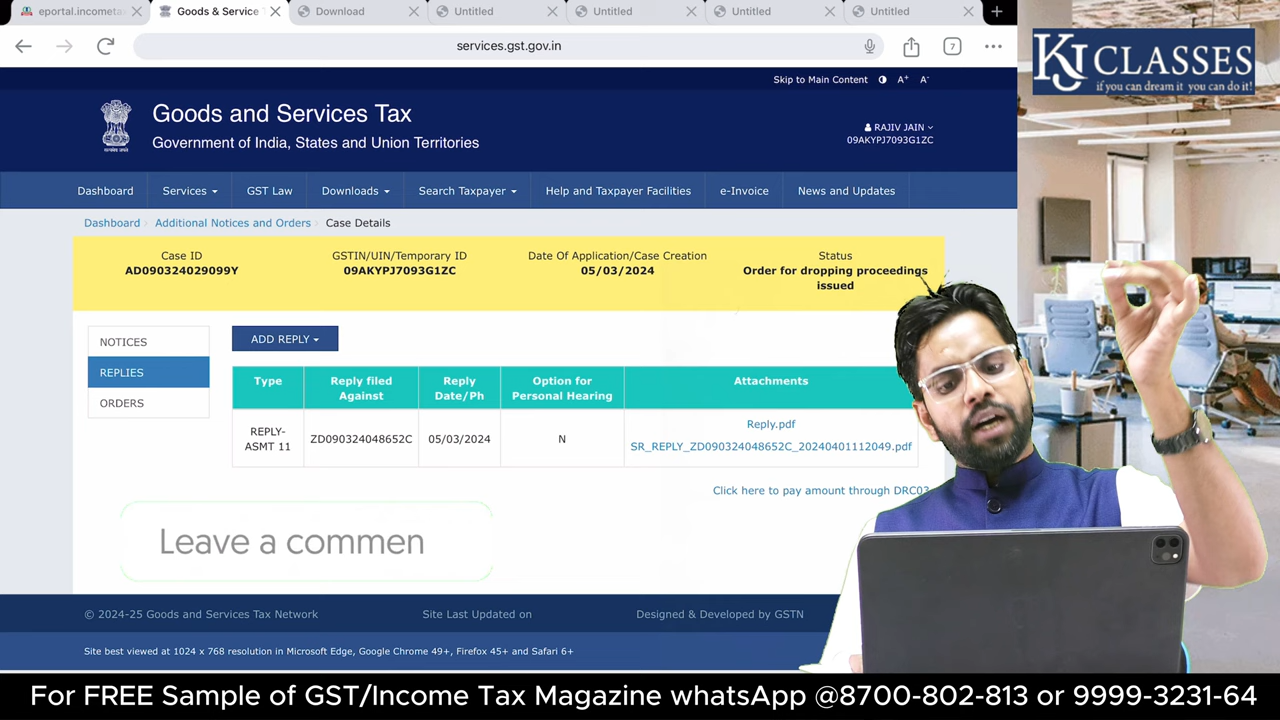 eportal.incometa
Goods & Service
Download
Untitled
Untitled
Untitled
Untitled
services.gst.gov.in
7
KJ CLASSES
if you can dream it you can do it!
Skip to Main Content A+ A-
Goods and Services Tax
Government of India, States and Union Territories
RAJIV JAIN
09AKYPJ7093G1ZC
Dashboard Services GST Law Downloads Search Taxpayer Help and Taxpayer Facilities e-Invoice News and Updates
Dashboard Additional Notices and Orders Case Details
Case ID GSTIN/UIN/Temporary ID Date Of Application/Case Creation Status
AD090324029099Y 09AKYPJ7093G1ZC 05/03/2024 Order for dropping proceedings
issued
NOTICES
REPLIES
ORDERS
ADD REPLY
Type Reply filed Against Reply Date/Ph Option for Personal Hearing Attachments
REPLY-
ASMT 11 ZD090324048652C 05/03/2024 N Reply.pdf
SR_REPLY_ZD090324048652C_20240401112049.pdf
Click here to pay amount through DRC03
Leave a commen
© 2024-25 Goods and Services Tax Network Site Last Updated on Designed & Developed by GSTN
Site best viewed at 1024 x 768 resolution in Microsoft Edge, Google Chrome 49+, Firefox 45+ and Safari 6+
For FREE Sample of GST/Income Tax Magazine whatsApp @8700-802-813 or 9999-3231-64